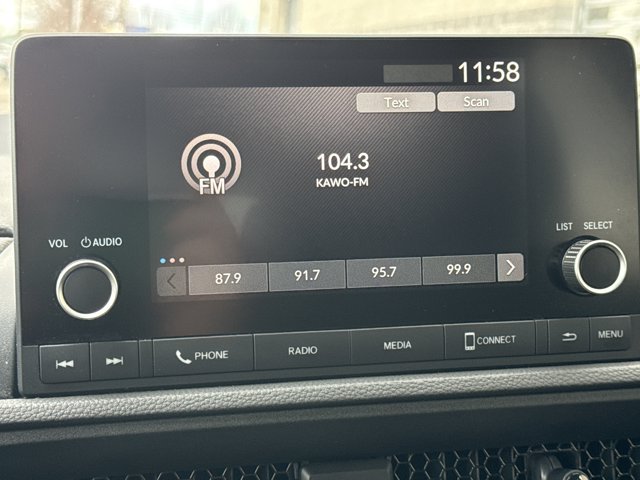 11:58
Text Scan
104.3
FM
KAWO-FM
VOL AUDIO
LIST SELECT
87.9 91.7 95.7 99.9
PHONE RADIO MEDIA CONNECT MENU